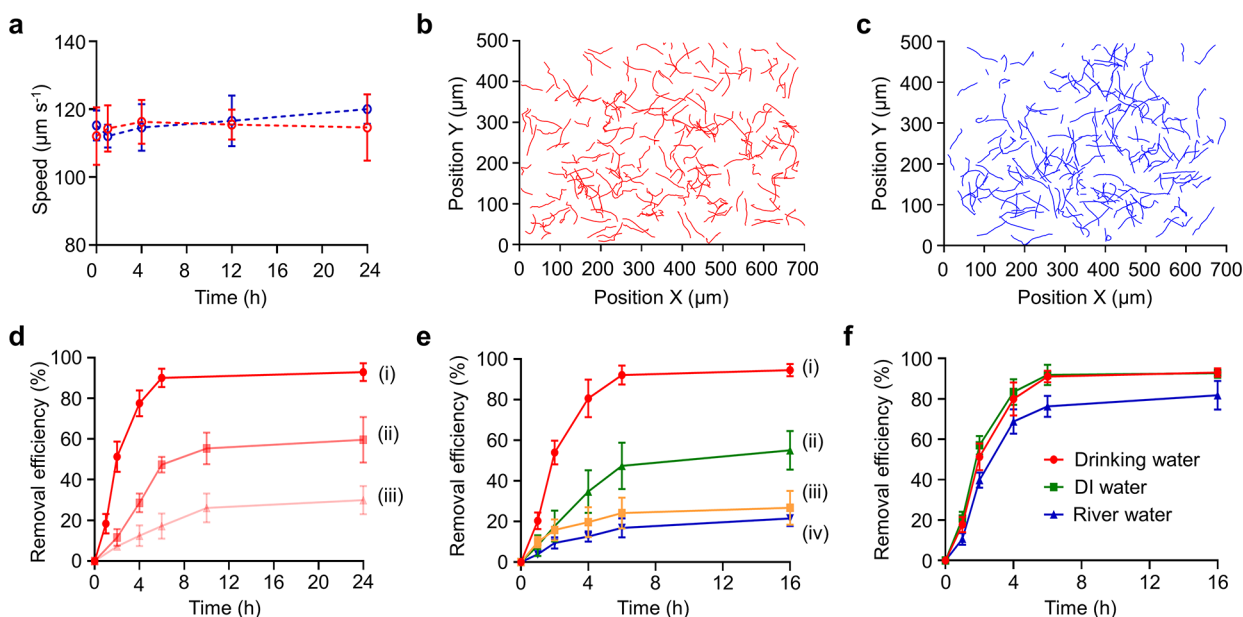 a
140
120
100
80
Speed (µm s⁻¹)
0 4 8 12 16 20 24
Time (h)
b
500
400
300
200
100
0
Position Y (µm)
0 100 200 300 400 500 600 700
Position X (µm)
c
500
400
300
200
100
0
Position Y (µm)
0 100 200 300 400 500 600 700
Position X (µm)
d
100
80
60
40
20
0
Removal efficiency (%)
(i)
(ii)
(iii)
0 4 8 12 16 20 24
Time (h)
e
100
80
60
40
20
0
Removal efficiency (%)
(i)
(ii)
(iii)
(iv)
0 4 8 12 16
Time (h)
f
100
80
60
40
20
0
Removal efficiency (%)
Drinking water
DI water
River water
0 4 8 12 16
Time (h)